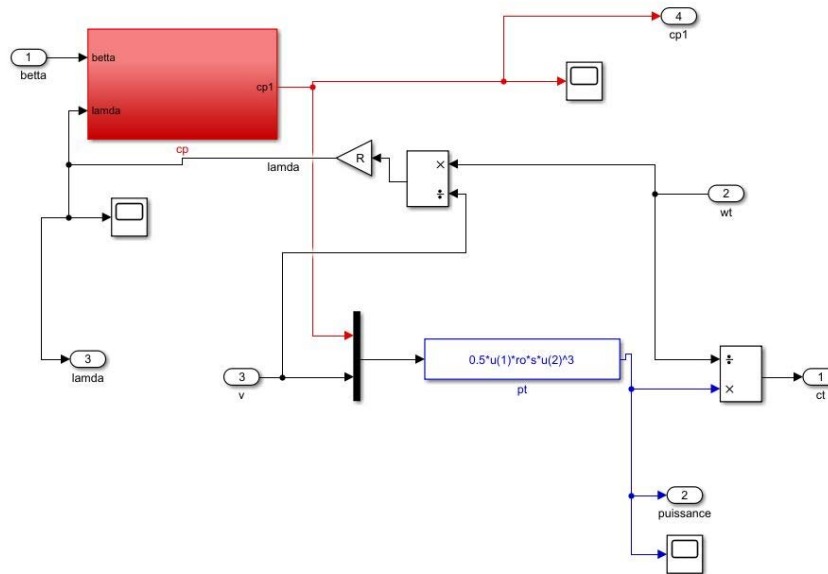 4
cp1
1
betta
betta
cp1
lamda
cp
R
lamda
×
÷
2
wt
3
lamda
3
v
0.5*u(1)*ro*s*u(2)^3
pt
÷
×
1
ct
2
puissance